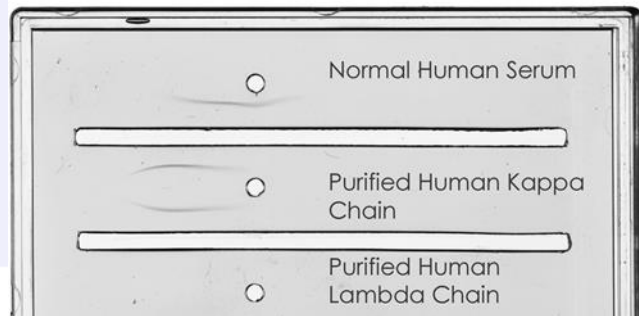 Normal Human Serum
Purified Human Kappa
Chain
Purified Human
Lambda Chain